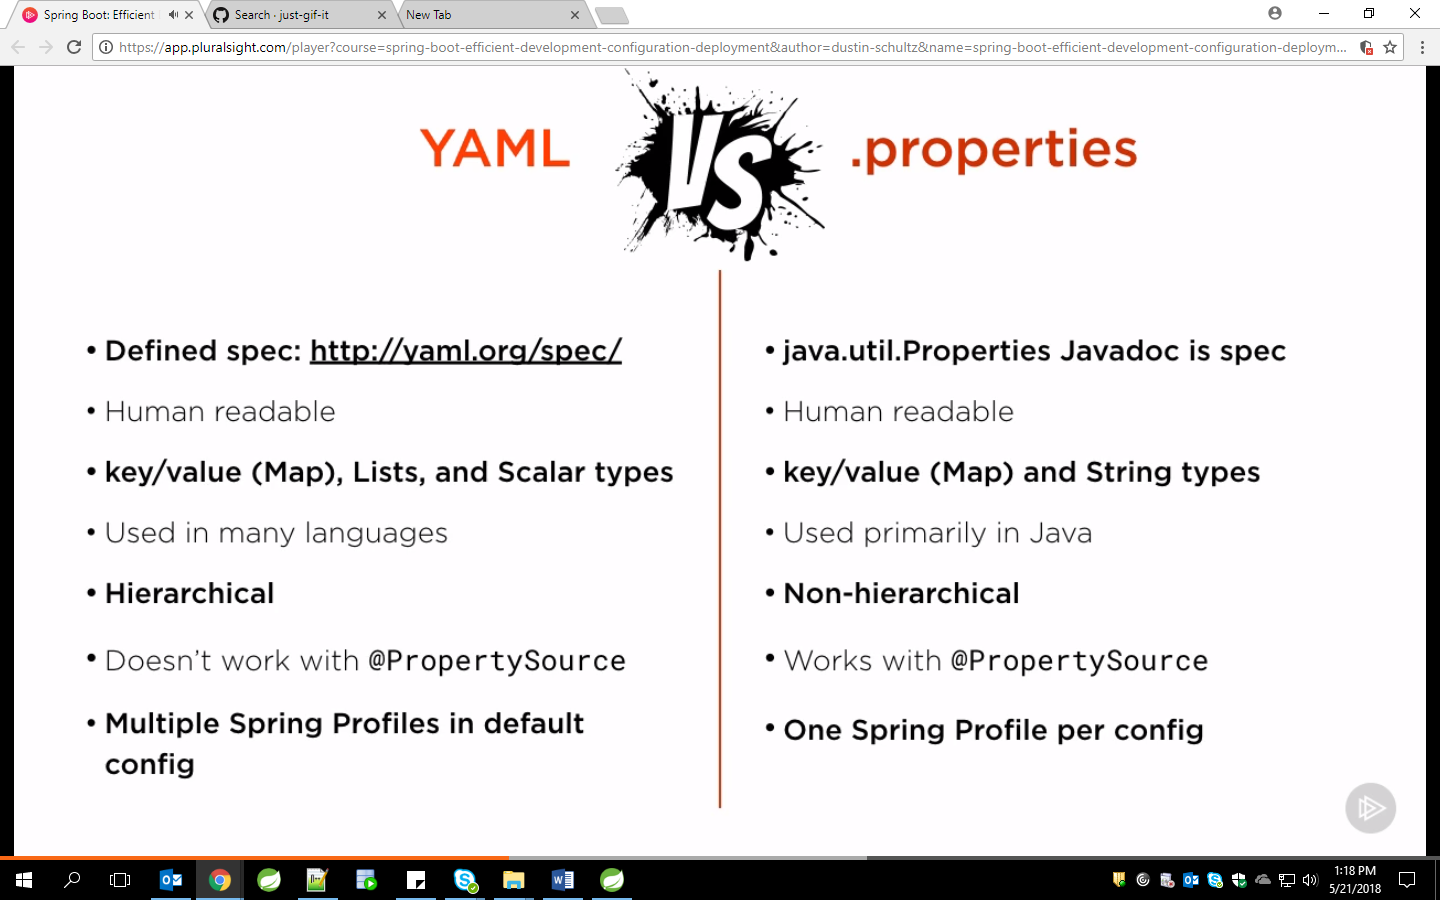 Spring Boot: Efficient
Search · just-gif-it
New Tab
https://app.pluralsight.com/player?course=spring-boot-efficient-development-configuration-deployment&author=dustin-schultz&name=spring-boot-efficient-development-configuration-deploym...
YAML
VS
.properties
• Defined spec: http://yaml.org/spec/
• Human readable
• key/value (Map), Lists, and Scalar types
• Used in many languages
• Hierarchical
• Doesn't work with @PropertySource
• Multiple Spring Profiles in default
config
• java.util.Properties Javadoc is spec
• Human readable
• key/value (Map) and String types
• Used primarily in Java
• Non-hierarchical
• Works with @PropertySource
• One Spring Profile per config
1:18 PM
5/21/2018